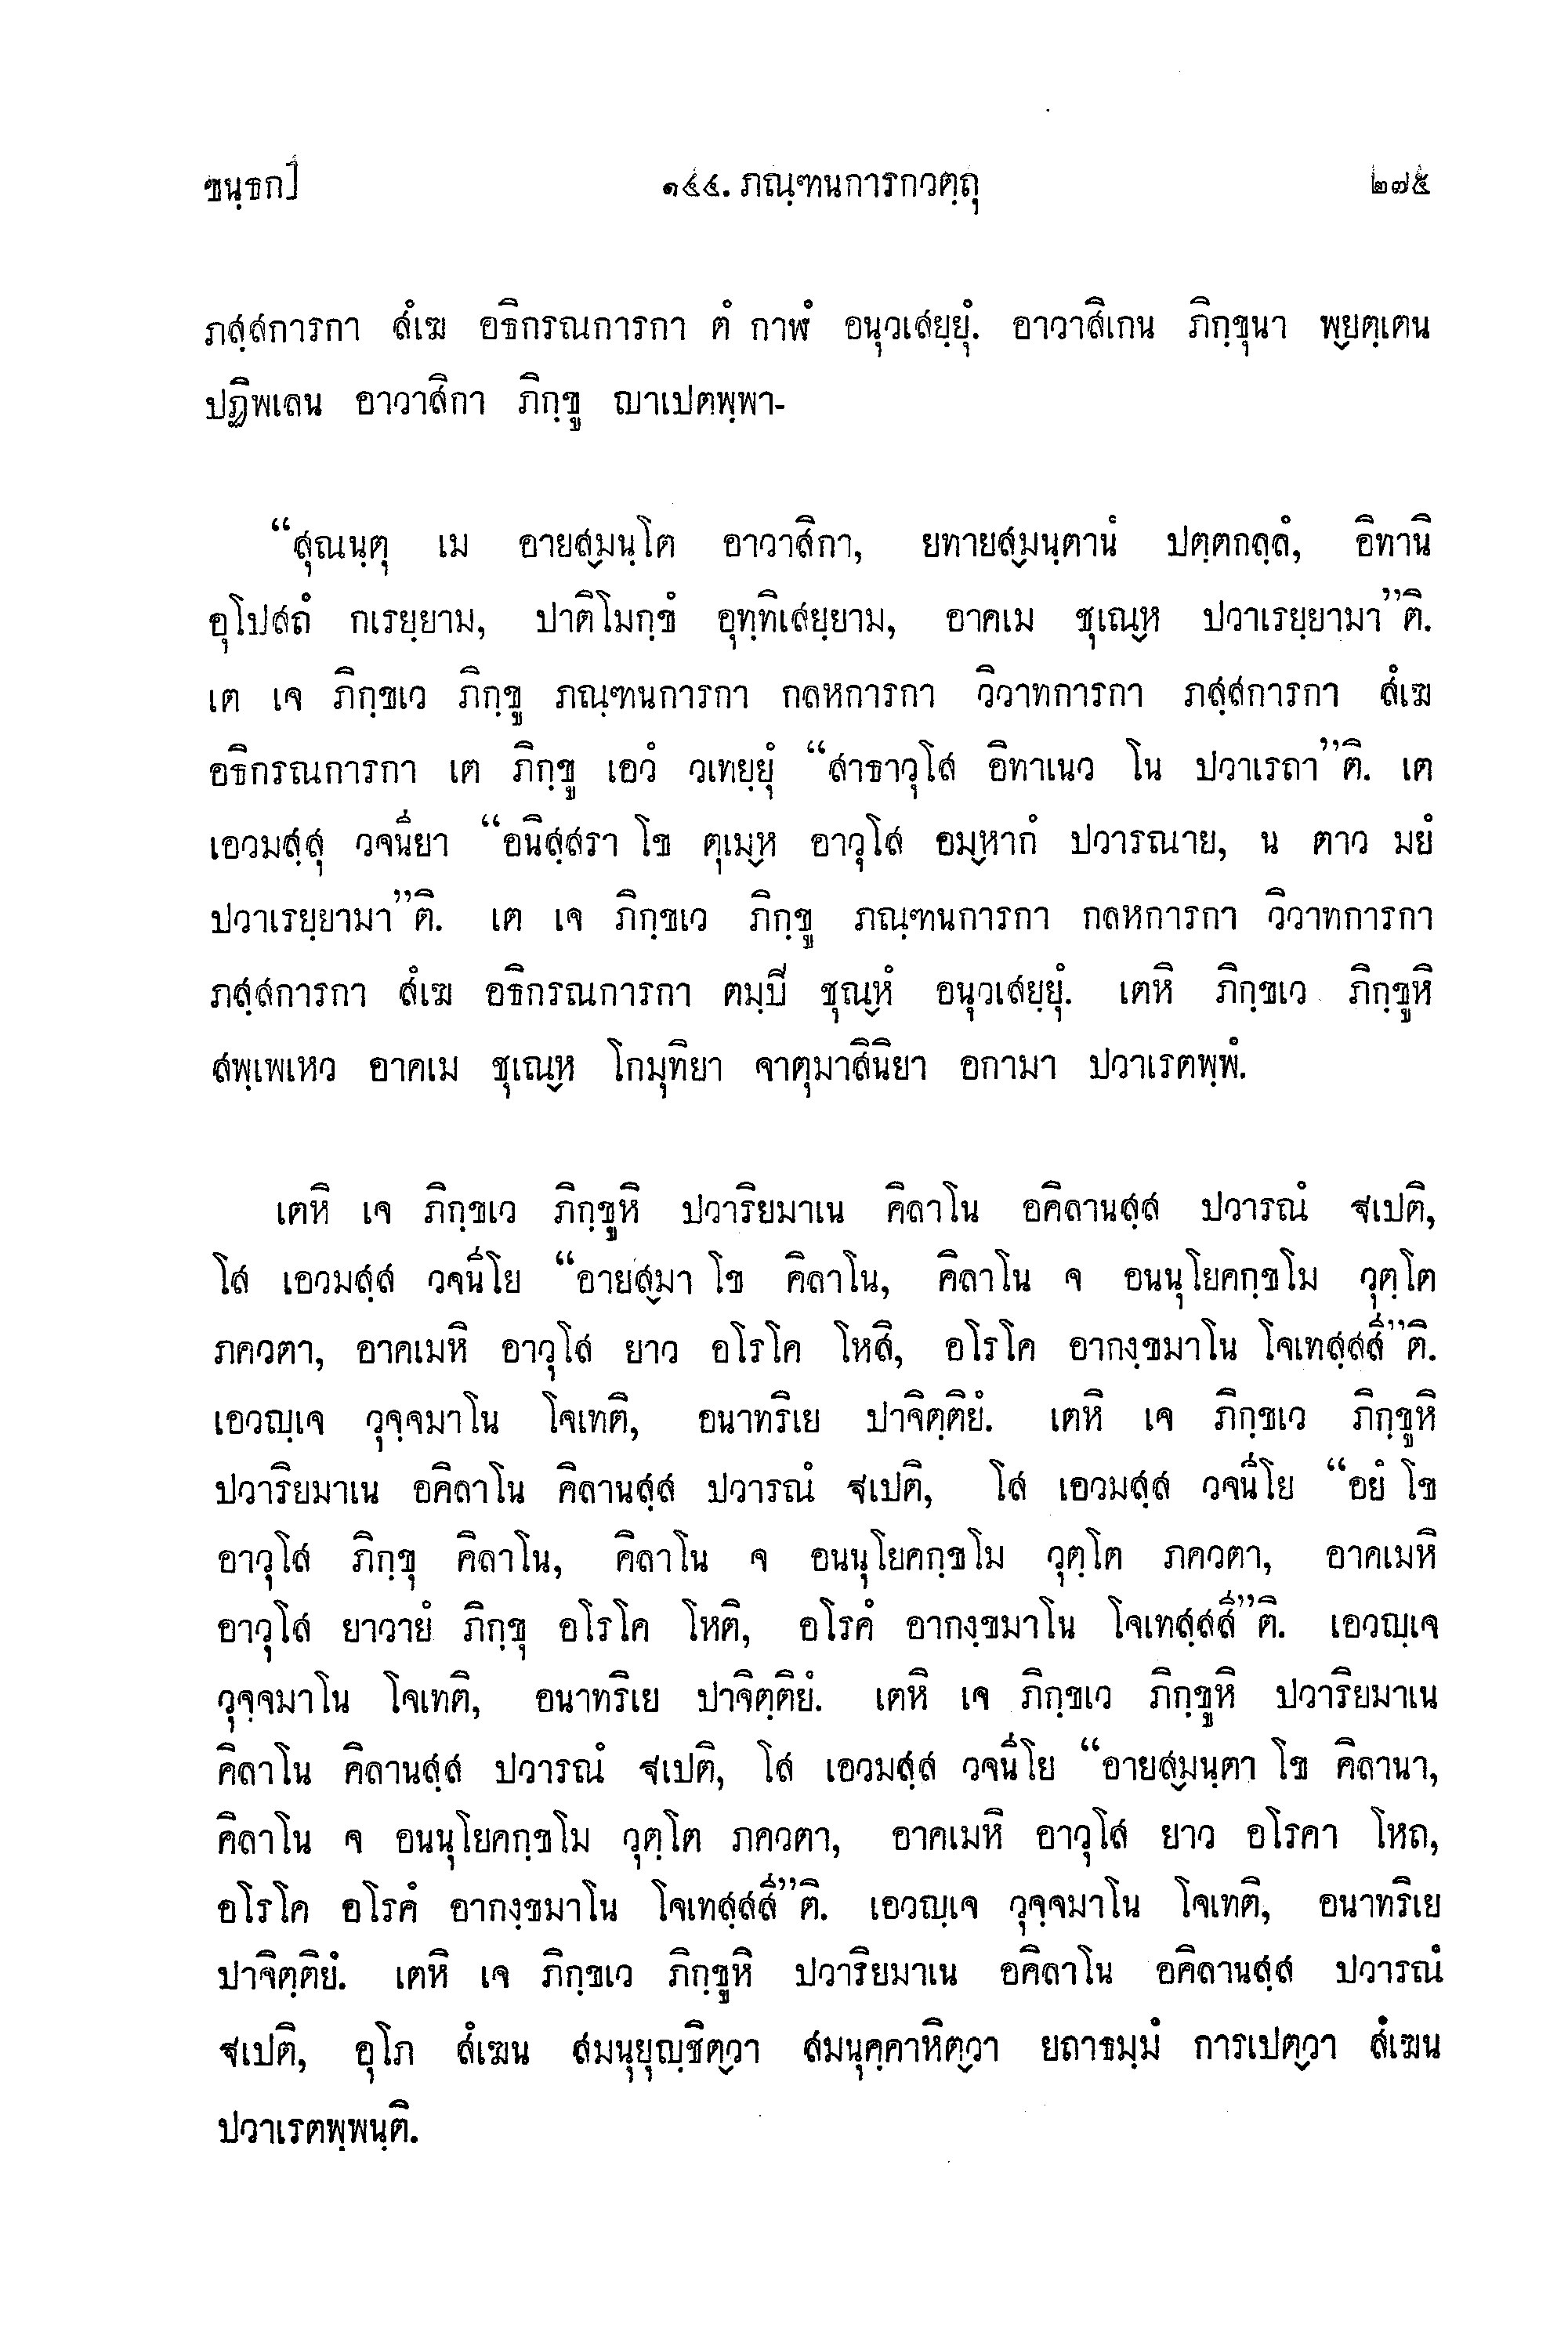 ขนฺธก]
๑๔๔. ภณฺฑนการกวตฺถุ
๒๗๕
ภสฺสการกา สํเฆ อธิกรณการกา ตํ กาฬํ อนุวเสยฺยุํ. อาวาสิเกน ภิกฺขุนา พฺยตฺเตน
ปฏิพเลน อาวาสิกา ภิกฺขู ญาเปตพฺพา-
“สุณนฺตุ เม อายสฺมนฺโต อาวาสิกา, ยทายสฺมนฺตานํ ปตฺตกลฺลํ, อิทานิ
อุโปสถํ กเรยฺยาม, ปาติโมกฺขํ อุทฺทิเสยฺยาม, อาคเม ชุเณฺห ปวาเรยฺยามา”ติ.
เต เจ ภิกฺขเว ภิกฺขู ภณฺฑนการกา กลหการกา วิวาทการกา ภสฺสการกา สํเฆ
อธิกรณการกา เต ภิกฺขู เอวํ วเทยฺยุํ “สาธาวุโส อิทาเนว โน ปวาเรถา”ติ. เต
เอวมสฺสุ วจนียา “อนิสฺสรา โข ตุเมฺห อาวุโส อมฺหากํ ปวารณาย, น ตาว มยํ
ปวาเรยฺยามา”ติ. เต เจ ภิกฺขเว ภิกฺขู ภณฺฑนการกา กลหการกา วิวาทการกา
ภสฺสการกา สํเฆ อธิกรณการกา ตมฺปิ ชุณฺหํ อนุวเสยฺยุํ. เตหิ ภิกฺขเว ภิกฺขูหิ
สพฺเพเหว อาคเม ชุเณฺห โกมุทิยา จาตุมาสินิยา อกามา ปวาเรตพฺพํ.
เตหิ เจ ภิกฺขเว ภิกฺขูหิ ปวาริยมาเน คิลาโน อคิลานสฺส ปวารณํ ฐเปติ,
โส เอวมสฺส วจนีโย “อายสฺมา โข คิลาโน, คิลาโน จ อนนุโยคกฺขโม วุตฺโต
ภควตา, อาคเมหิ อาวุโส ยาว อโรโค โหสิ, อโรโค อากงฺขมาโน โจเทสฺสสี”ติ.
เอวญฺเจ วุจฺจมาโน โจเทติ, อนาทริเย ปาจิตฺติยํ. เตหิ เจ ภิกฺขเว ภิกฺขูหิ
ปวาริยมาเน อคิลาโน คิลานสฺส ปวารณํ ฐเปติ, โส เอวมสฺส วจนีโย “อยํ โข
อาวุโส ภิกฺขุ คิลาโน, คิลาโน จ อนนุโยคกฺขโม วุตฺโต ภควตา, อาคเมหิ
อาวุโส ยาวายํ ภิกฺขุ อโรโค โหติ, อโรคํ อากงฺขมาโน โจเทสฺสสี”ติ. เอวญฺเจ
วุจฺจมาโน โจเทติ, อนาทริเย ปาจิตฺติยํ. เตหิ เจ ภิกฺขเว ภิกฺขูหิ ปวาริยมาเน
คิลาโน คิลานสฺส ปวารณํ ฐเปติ, โส เอวมสฺส วจนีโย “อายสฺมนฺตา โข คิลานา,
คิลาโน จ อนนุโยคกฺขโม วุตฺโต ภควตา, อาคเมหิ อาวุโส ยาว อโรคา โหถ,
อโรโค อโรคํ อากงฺขมาโน โจเทสฺสสี”ติ. เอวญฺเจ วุจฺจมาโน โจเทติ, อนาทริเย
ปาจิตฺติยํ. เตหิ เจ ภิกฺขเว ภิกฺขูหิ ปวาริยมาเน อคิลาโน อคิลานสฺส ปวารณํ
ฐเปติ, อุโภ สํเฆน สมนุยุญฺชิตฺวา สมนุคฺคาหิตฺวา ยถาธมฺมํ การเปตฺวา สํเฆน
ปวาเรตพฺพนฺติ.